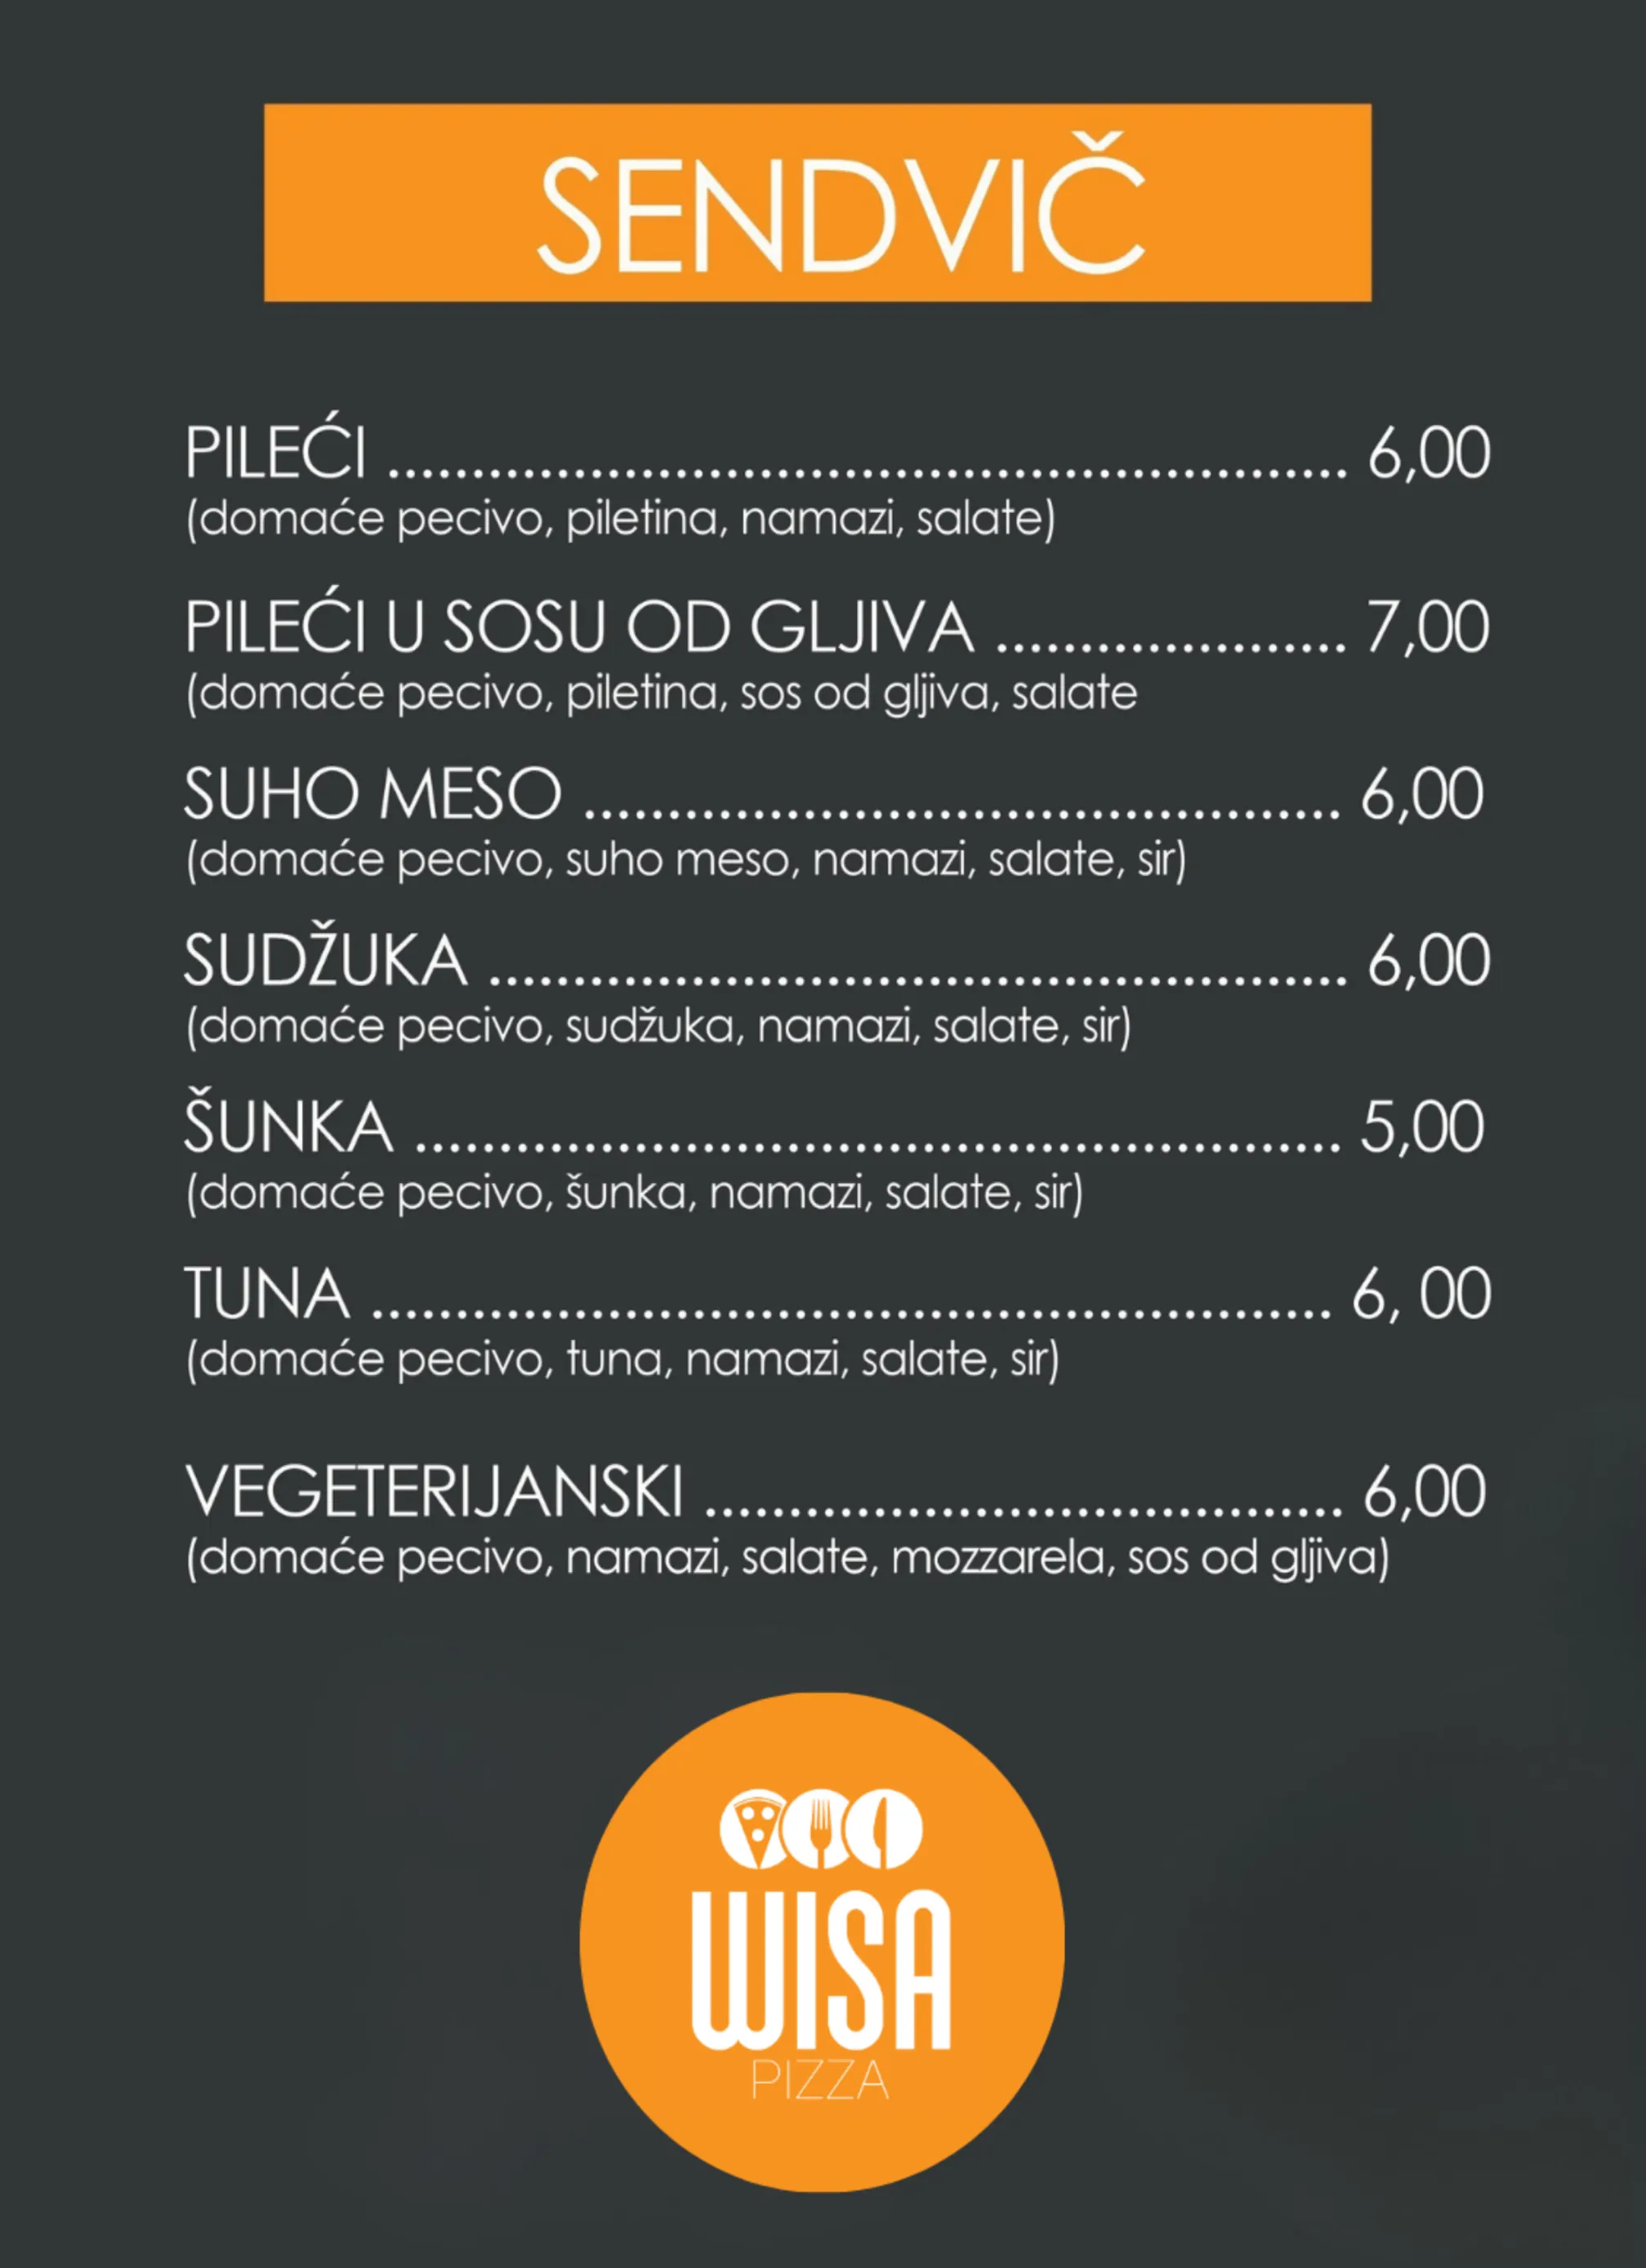 SENDVIČ
PILEĆI ......................................................... 6,00
(domaće pecivo, piletina, namazi, salate)
PILEĆI U SOSU OD GLJIVA ..................... 7,00
(domaće pecivo, piletina, sos od gljiva, salate
SUHO MESO ............................................. 6,00
(domaće pecivo, suho meso, namazi, salate, sir)
SUDŽUKA ................................................... 6,00
(domaće pecivo, sudžuka, namazi, salate, sir)
ŠUNKA ....................................................... 5,00
(domaće pecivo, šunka, namazi, salate, sir)
TUNA ......................................................... 6, 00
(domaće pecivo, tuna, namazi, salate, sir)
VEGETERIJANSKI ...................................... 6,00
(domaće pecivo, namazi, salate, mozzarela, sos od gljiva)
WISA
PIZZA